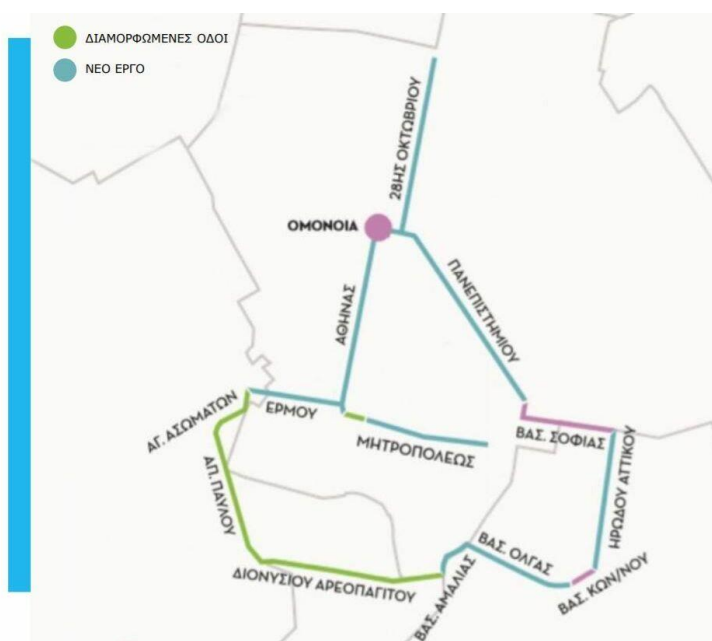 ΔΙΑΜΟΡΦΩΜΕΝΕΣ ΟΔΟΙ
ΝΕΟ ΕΡΓΟ
28ΗΣ ΟΚΤΩΒΡΙΟΥ
ΟΜΟΝΟΙΑ
ΠΑΝΕΠΙΣΤΗΜΙΟΥ
ΑΘΗΝΑΣ
ΑΓ. ΑΣΩΜΑΤΩΝ
ΕΡΜΟΥ
ΜΗΤΡΟΠΟΛΕΩΣ
ΒΑΣ. ΣΟΦΙΑΣ
ΗΡΩΔΟΥ ΑΤΤΙΚΟΥ
ΑΠ. ΠΑΥΛΟΥ
ΔΙΟΝΥΣΙΟΥ ΑΡΕΟΠΑΓΙΤΟΥ
ΒΑΣ. ΑΜΑΛΙΑΣ
ΒΑΣ. ΟΛΓΑΣ
ΒΑΣ. ΚΩΝ/ΝΟΥ